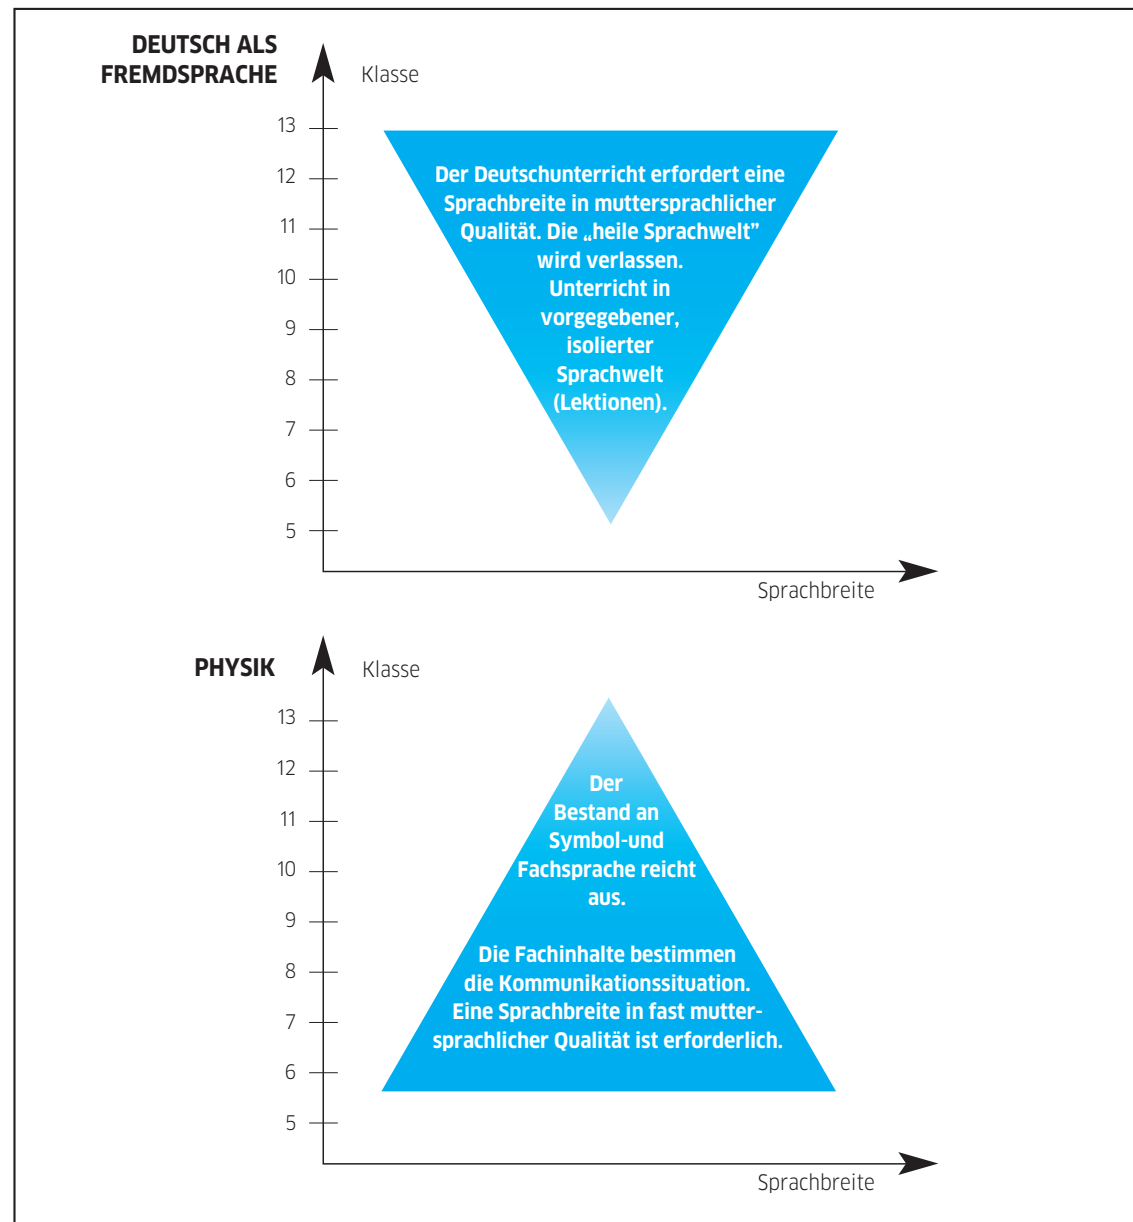 DEUTSCH ALS
FREMDSPRACHE
Klasse
13
12
11
10
9
8
7
6
5
Der Deutschunterricht erfordert eine
Sprachbreite in muttersprachlicher
Qualität. Die „heile Sprachwelt”
wird verlassen.
Unterricht in
vorgegebener,
isolierter
Sprachwelt
(Lektionen).
Sprachbreite
PHYSIK
Klasse
13
12
11
10
9
8
7
6
5
Der
Bestand an
Symbol-und
Fachsprache reicht
aus.
Die Fachinhalte bestimmen
die Kommunikationssituation.
Eine Sprachbreite in fast mutter-
sprachlicher Qualität ist erforderlich.
Sprachbreite